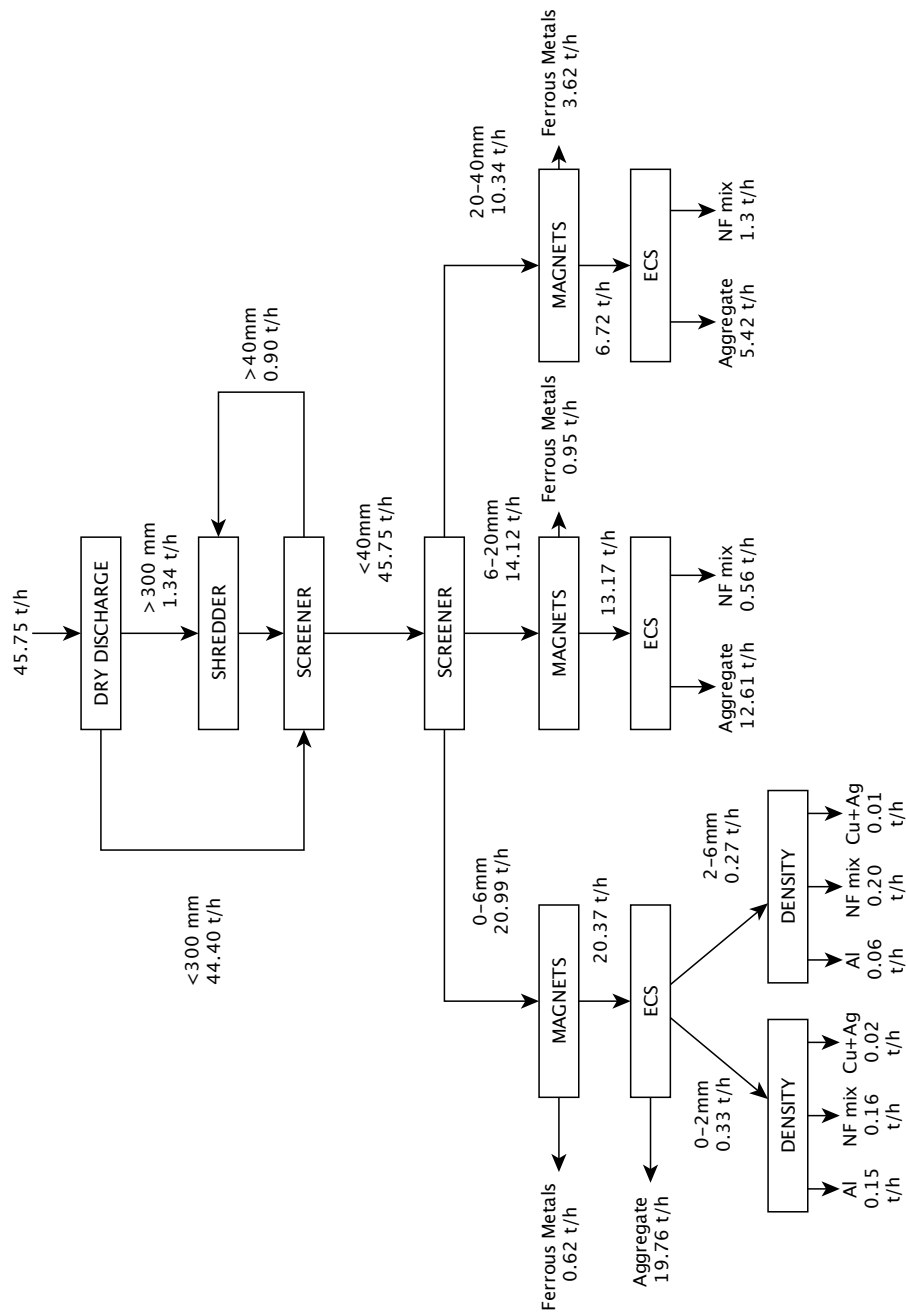 45.75 t/h
DRY DISCHARGE
<300 mm
44.40 t/h
>300 mm
1.34 t/h
SHREDDER
>40mm
0.90 t/h
SCREENER
<40mm
45.75 t/h
SCREENER
0-6mm
20.99 t/h
6-20mm
14.12 t/h
20-40mm
10.34 t/h
MAGNETS
Ferrous Metals
0.62 t/h
20.37 t/h
ECS
Aggregate
19.76 t/h
0-2mm
0.33 t/h
2-6mm
0.27 t/h
DENSITY
Al
0.15
t/h
NF mix
0.16
t/h
Cu+Ag
0.02
t/h
DENSITY
Al
0.06
t/h
NF mix
0.20
t/h
Cu+Ag
0.01
t/h
MAGNETS
Ferrous Metals
0.95 t/h
13.17 t/h
ECS
Aggregate
12.61 t/h
NF mix
0.56 t/h
MAGNETS
Ferrous Metals
3.62 t/h
6.72 t/h
ECS
Aggregate
5.42 t/h
NF mix
1.3 t/h